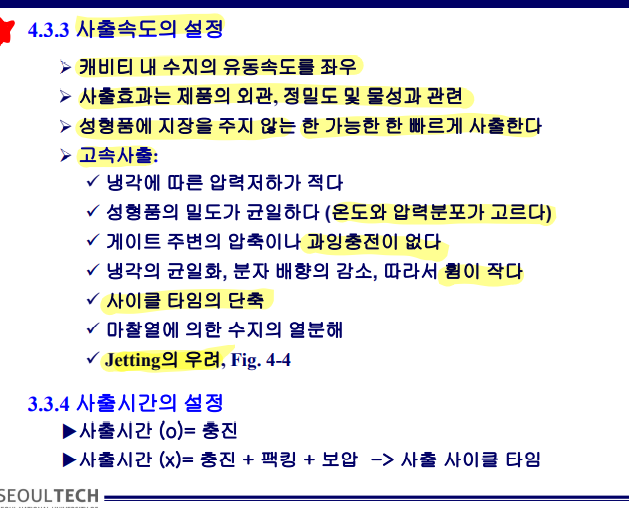 4.3.3 사출속도의 설정
➢ 캐비티 내 수지의 유동속도를 좌우
➢ 사출효과는 제품의 외관, 정밀도 및 물성과 관련
➢ 성형품에 지장을 주지 않는 한 가능한 한 빠르게 사출한다
➢ 고속사출:
✓ 냉각에 따른 압력저하가 적다
✓ 성형품의 밀도가 균일하다 (온도와 압력분포가 고르다)
✓ 게이트 주변의 압축이나 과잉충전이 없다
✓ 냉각의 균일화, 분자 배향의 감소, 따라서 휨이 작다
✓ 사이클 타임의 단축
✓ 마찰열에 의한 수지의 열분해
✓ Jetting의 우려, Fig. 4-4
3.3.4 사출시간의 설정
▶사출시간 (o)= 충진
▶사출시간 (x)= 충진 + 팩킹 + 보압 –> 사출 사이클 타임
SEOULTECH